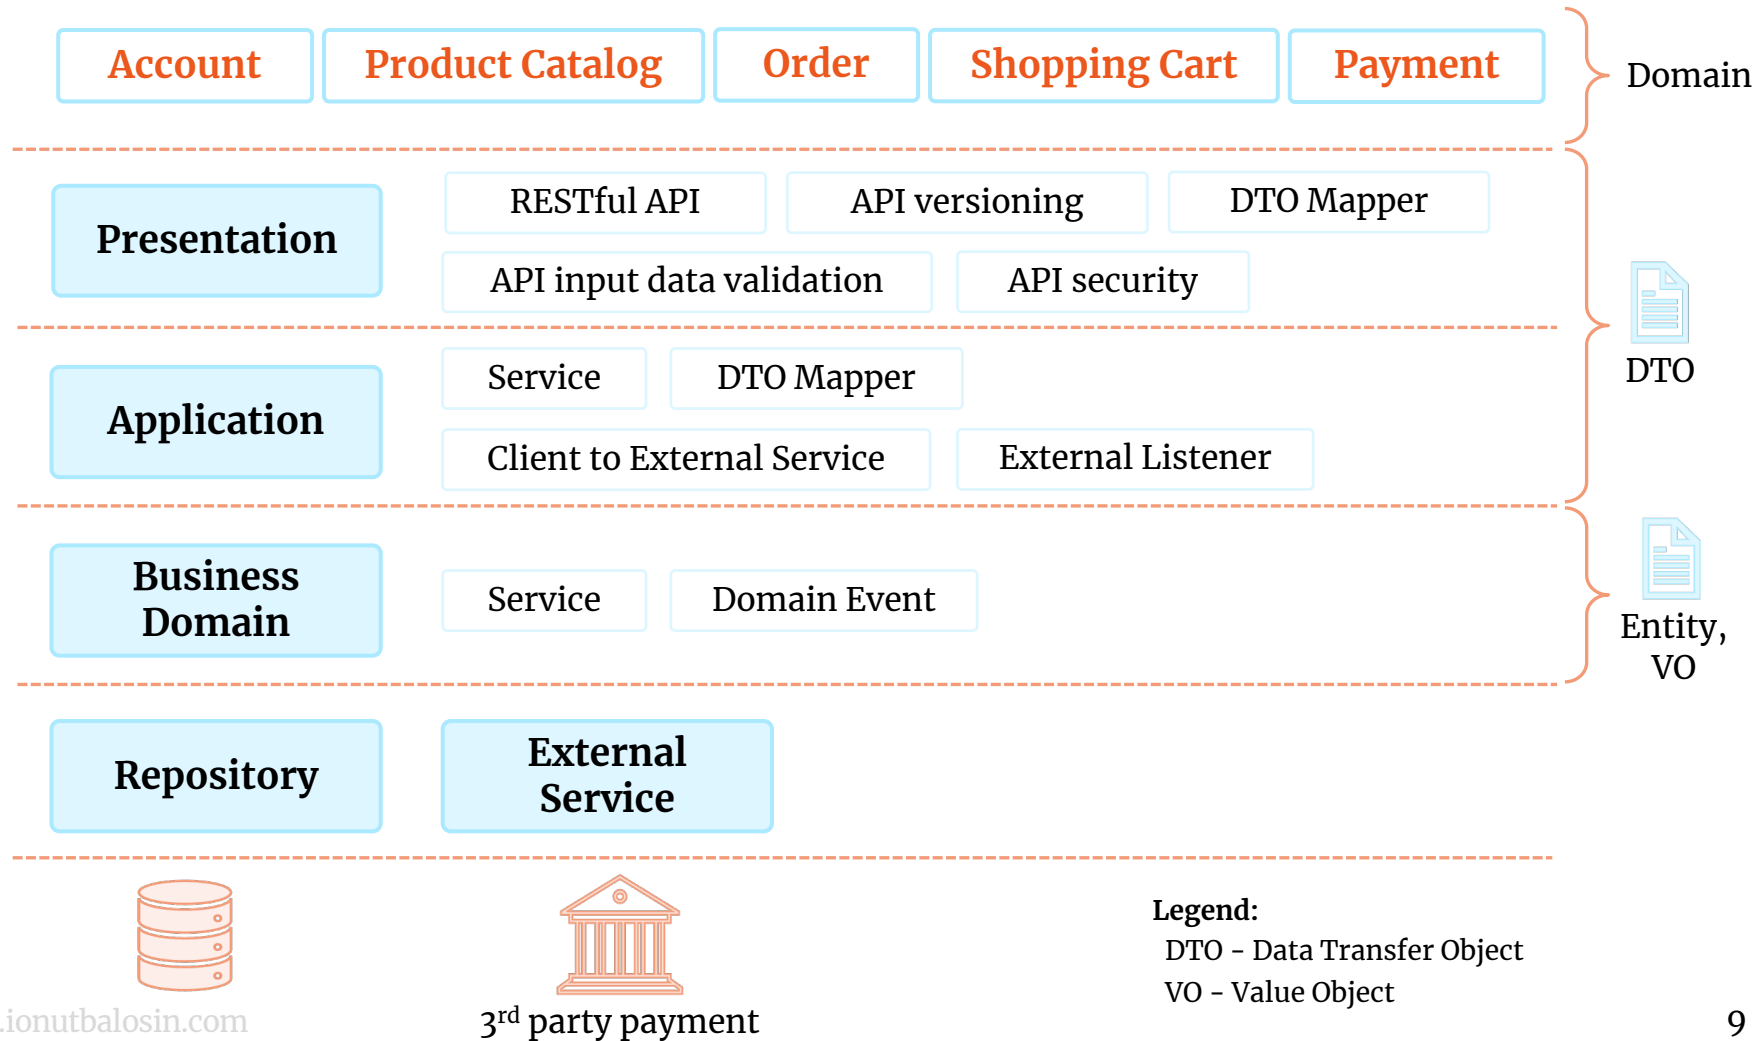 Account
Product Catalog
Order
Shopping Cart
Payment
Domain
Presentation
RESTful API
API versioning
DTO Mapper
API input data validation
API security
DTO
Application
Service
DTO Mapper
Client to External Service
External Listener
Business
Domain
Service
Domain Event
Entity,
VO
Repository
External
Service
Legend:
DTO - Data Transfer Object
VO - Value Object
.ionutbalosin.com
3rd party payment
9